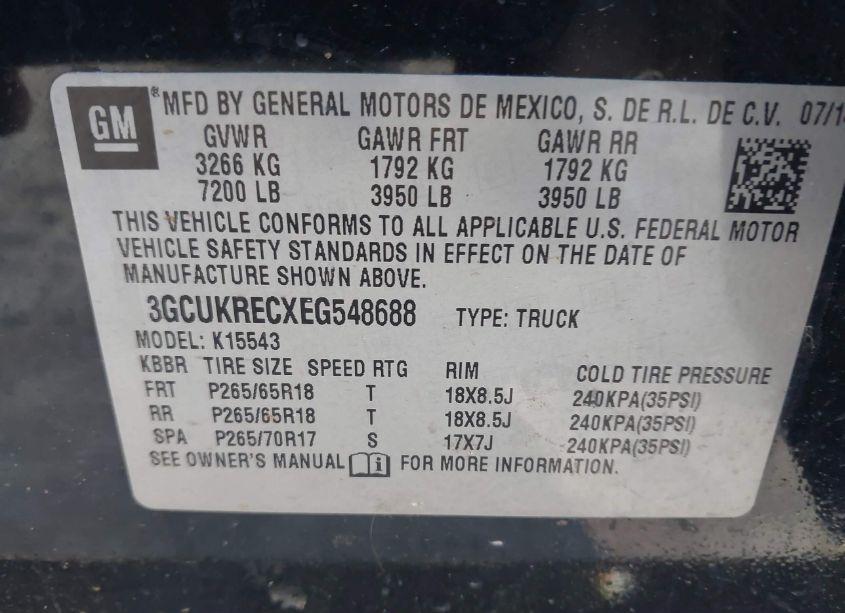 GM
® MFD BY GENERAL MOTORS DE MEXICO, S. DE R.L. DE C.V. 07/1
GVWR GAWR FRT GAWR RR
3266 KG 1792 KG 1792 KG
7200 LB 3950 LB 3950 LB
THIS VEHICLE CONFORMS TO ALL APPLICABLE U.S. FEDERAL MOTOR
VEHICLE SAFETY STANDARDS IN EFFECT ON THE DATE OF
MANUFACTURE SHOWN ABOVE.
3GCUKRECXEG548688 TYPE: TRUCK
MODEL: K15543
KBBR TIRE SIZE SPEED RTG RIM COLD TIRE PRESSURE
FRT P265/65R18 T 18X8.5J 240KPA(35PSI)
RR P265/65R18 T 18X8.5J 240KPA(35PSI)
SPA P265/70R17 S 17X7J 240KPA(35PSI)
SEE OWNER'S MANUAL i FOR MORE INFORMATION.